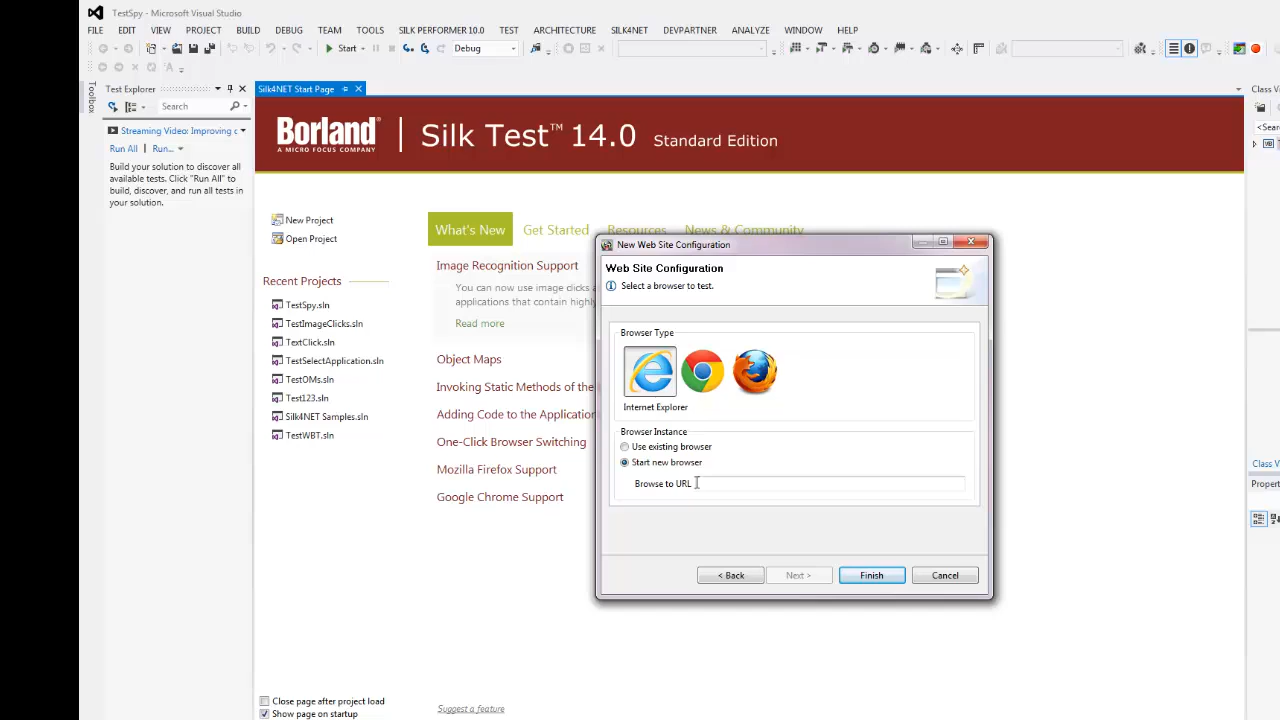 TestSpy - Microsoft Visual Studio
FILE EDIT VIEW PROJECT BUILD DEBUG TEAM TOOLS SILK PERFORMER 10.0 TEST ARCHITECTURE SILK4NET DEVPARTNER ANALYZE WINDOW HELP
Start Debug
Toolbox
Test Explorer
Search
Streaming Video: Improving c
Run All | Run...
Build your solution to discover all
available tests. Click "Run All" to
build, discover, and run all tests in
your solution.
Silk4NET Start Page
Borland®
A MICRO FOCUS COMPANY
Silk Test™ 14.0 Standard Edition
New Project
Open Project
Recent Projects
TestSpy.sln
TestImageClicks.sln
TextClick.sln
TestSelectApplication.sln
TestOMs.sln
Test123.sln
Silk4NET Samples.sln
TestWBT.sln
What's New Get Started Resources News & Community
Image Recognition Support
You can now use image clicks a
applications that contain highly
Read more
Object Maps
Invoking Static Methods of the
Adding Code to the Application
One-Click Browser Switching
Mozilla Firefox Support
Google Chrome Support
New Web Site Configuration
Web Site Configuration
Select a browser to test.
Browser Type
Internet Explorer
Browser Instance
Use existing browser
Start new browser
Browse to URL
< Back Next > Finish Cancel
Close page after project load
Show page on startup
Suggest a feature
Class V
<Sear
Class V
Propert